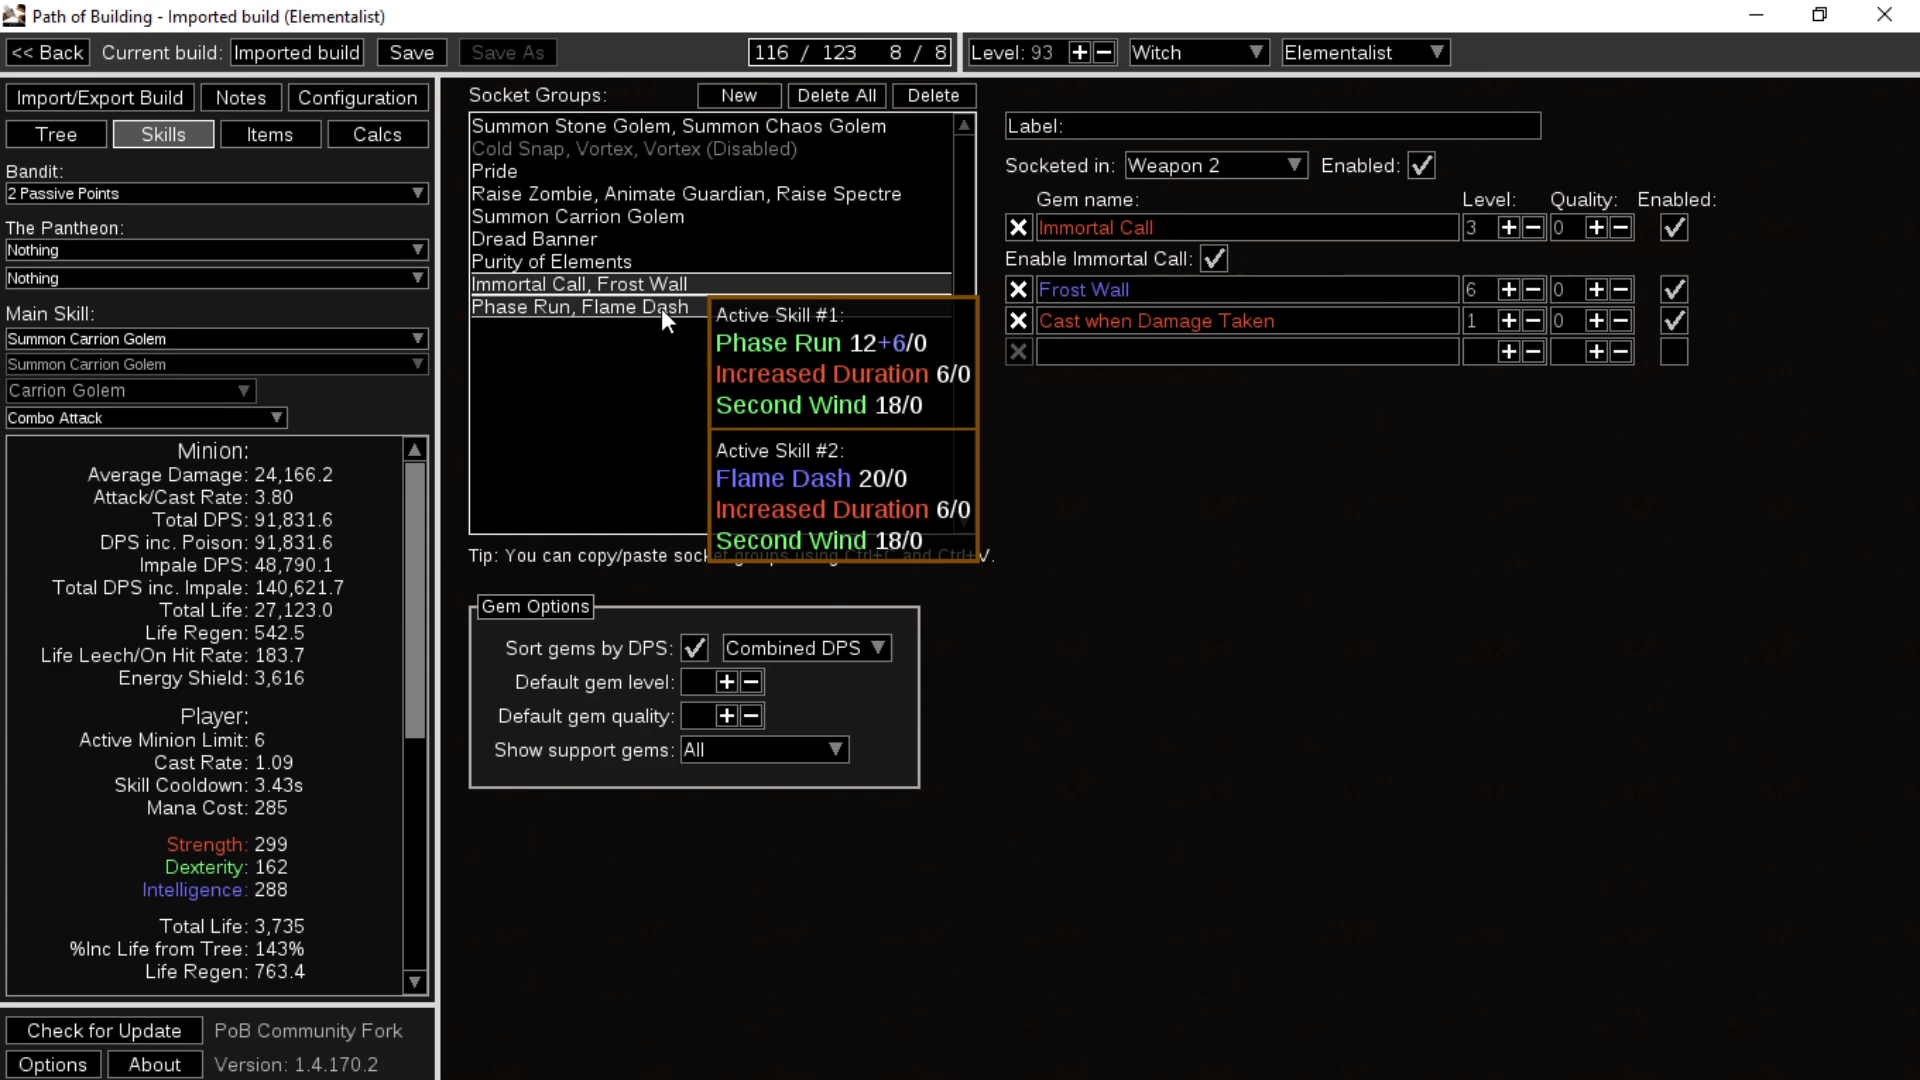 Path of Building - Imported build (Elementalist)
<< Back Current build: Imported build Save Save As 116 / 123 8 / 8 Level: 93 + - Witch Elementalist
Import/Export Build Notes Configuration
Tree Skills Items Calcs
Bandit:
2 Passive Points
The Pantheon:
Nothing
Nothing
Main Skill:
Summon Carrion Golem
Summon Carrion Golem
Carrion Golem
Combo Attack
Minion:
Average Damage: 24,166.2
Attack/Cast Rate: 3.80
Total DPS: 91,831.6
DPS inc. Poison: 91,831.6
Impale DPS: 48,790.1
Total DPS inc. Impale: 140,621.7
Total Life: 27,123.0
Life Regen: 542.5
Life Leech/On Hit Rate: 183.7
Energy Shield: 3,616
Player:
Active Minion Limit: 6
Cast Rate: 1.09
Skill Cooldown: 3.43s
Mana Cost: 285
Strength: 299
Dexterity: 162
Intelligence: 288
Total Life: 3,735
%Inc Life from Tree: 143%
Life Regen: 763.4
Check for Update PoB Community Fork
Options About Version: 1.4.170.2
Socket Groups: New Delete All Delete
Summon Stone Golem, Summon Chaos Golem
Cold Snap, Vortex, Vortex (Disabled)
Pride
Raise Zombie, Animate Guardian, Raise Spectre
Summon Carrion Golem
Dread Banner
Purity of Elements
Immortal Call, Frost Wall
Phase Run, Flame Dash
Active Skill #1:
Phase Run 12+6/0
Increased Duration 6/0
Second Wind 18/0
Active Skill #2:
Flame Dash 20/0
Increased Duration 6/0
Second Wind 18/0
Tip: You can copy/paste socket groups using Ctrl+C and Ctrl+V.
Gem Options
Sort gems by DPS: Combined DPS
Default gem level: + -
Default gem quality: + -
Show support gems: All
Label:
Socketed in: Weapon 2 Enabled:
Gem name: Level: Quality: Enabled:
Immortal Call 3 + - 0 + -
Enable Immortal Call:
Frost Wall 6 + - 0 + -
Cast when Damage Taken 1 + - 0 + -
+ - + -